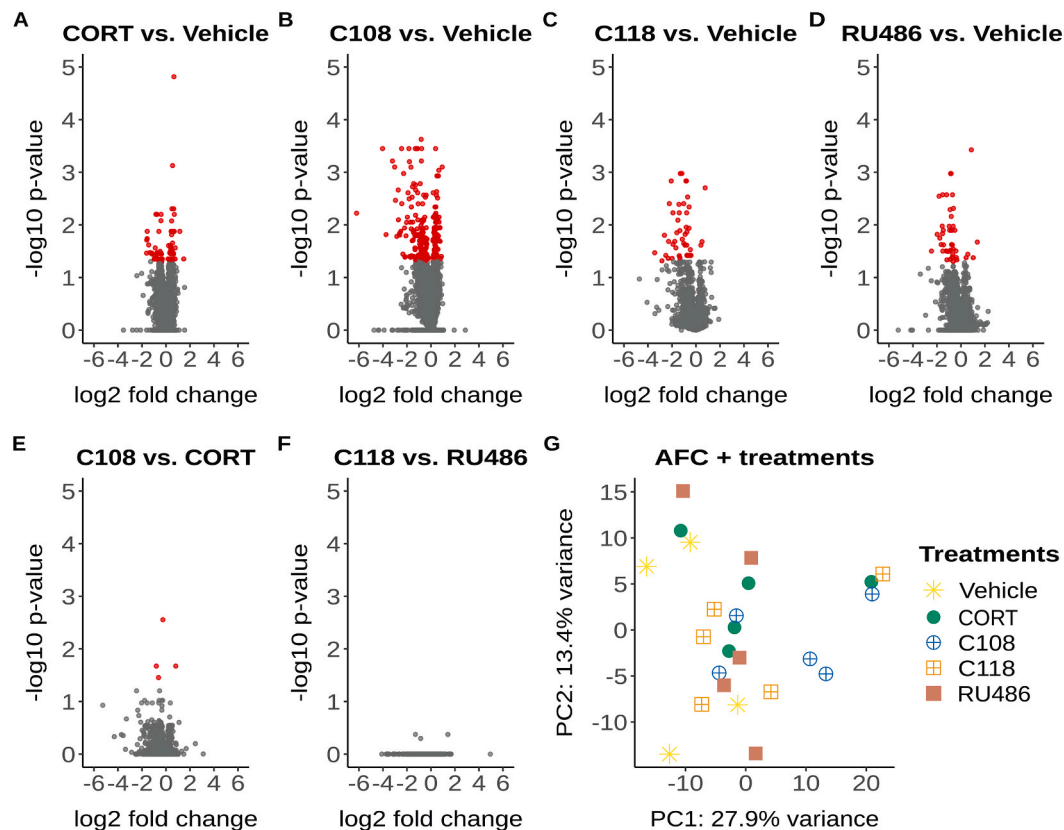 A
CORT vs. Vehicle
B
C108 vs. Vehicle
C
C118 vs. Vehicle
D
RU486 vs. Vehicle
-log10 p-value
5
4
3
2
1
0
-6 -4 -2 0 2 4 6
log2 fold change
-log10 p-value
5
4
3
2
1
0
-6 -4 -2 0 2 4 6
log2 fold change
-log10 p-value
5
4
3
2
1
0
-6 -4 -2 0 2 4 6
log2 fold change
-log10 p-value
5
4
3
2
1
0
-6 -4 -2 0 2 4 6
log2 fold change
E
C108 vs. CORT
-log10 p-value
5
4
3
2
1
0
-6 -4 -2 0 2 4 6
log2 fold change
F
C118 vs. RU486
-log10 p-value
5
4
3
2
1
0
-6 -4 -2 0 2 4 6
log2 fold change
G
AFC + treatments
PC2: 13.4% variance
15
10
5
0
-5
-10
-10 0 10 20
PC1: 27.9% variance
Treatments
Vehicle
CORT
C108
C118
RU486